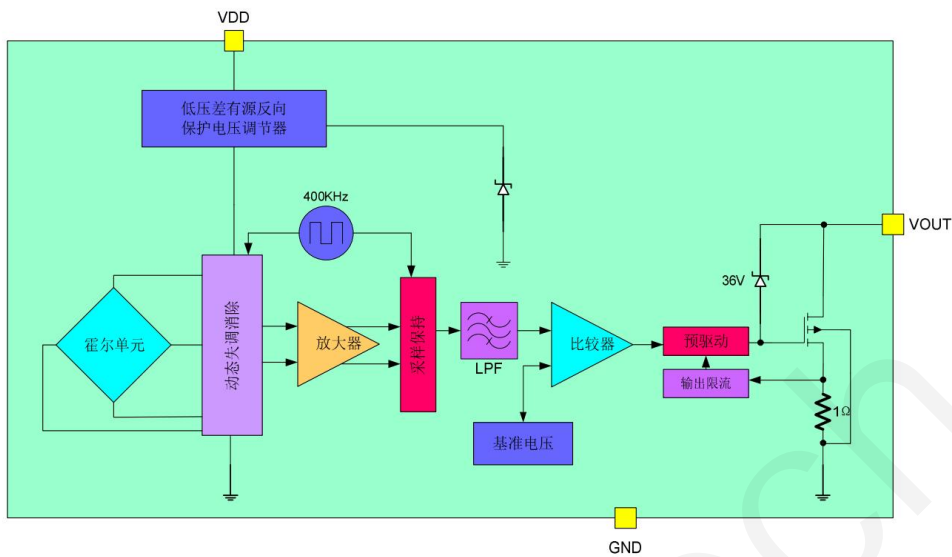 VDD
低压差有源反向
保护电压调节器
400KHz
VOUT
36V
霍尔单元
动态失调消除
放大器
采样保持
LPF
比较器
预驱动
输出限流
1Ω
基准电压
GND